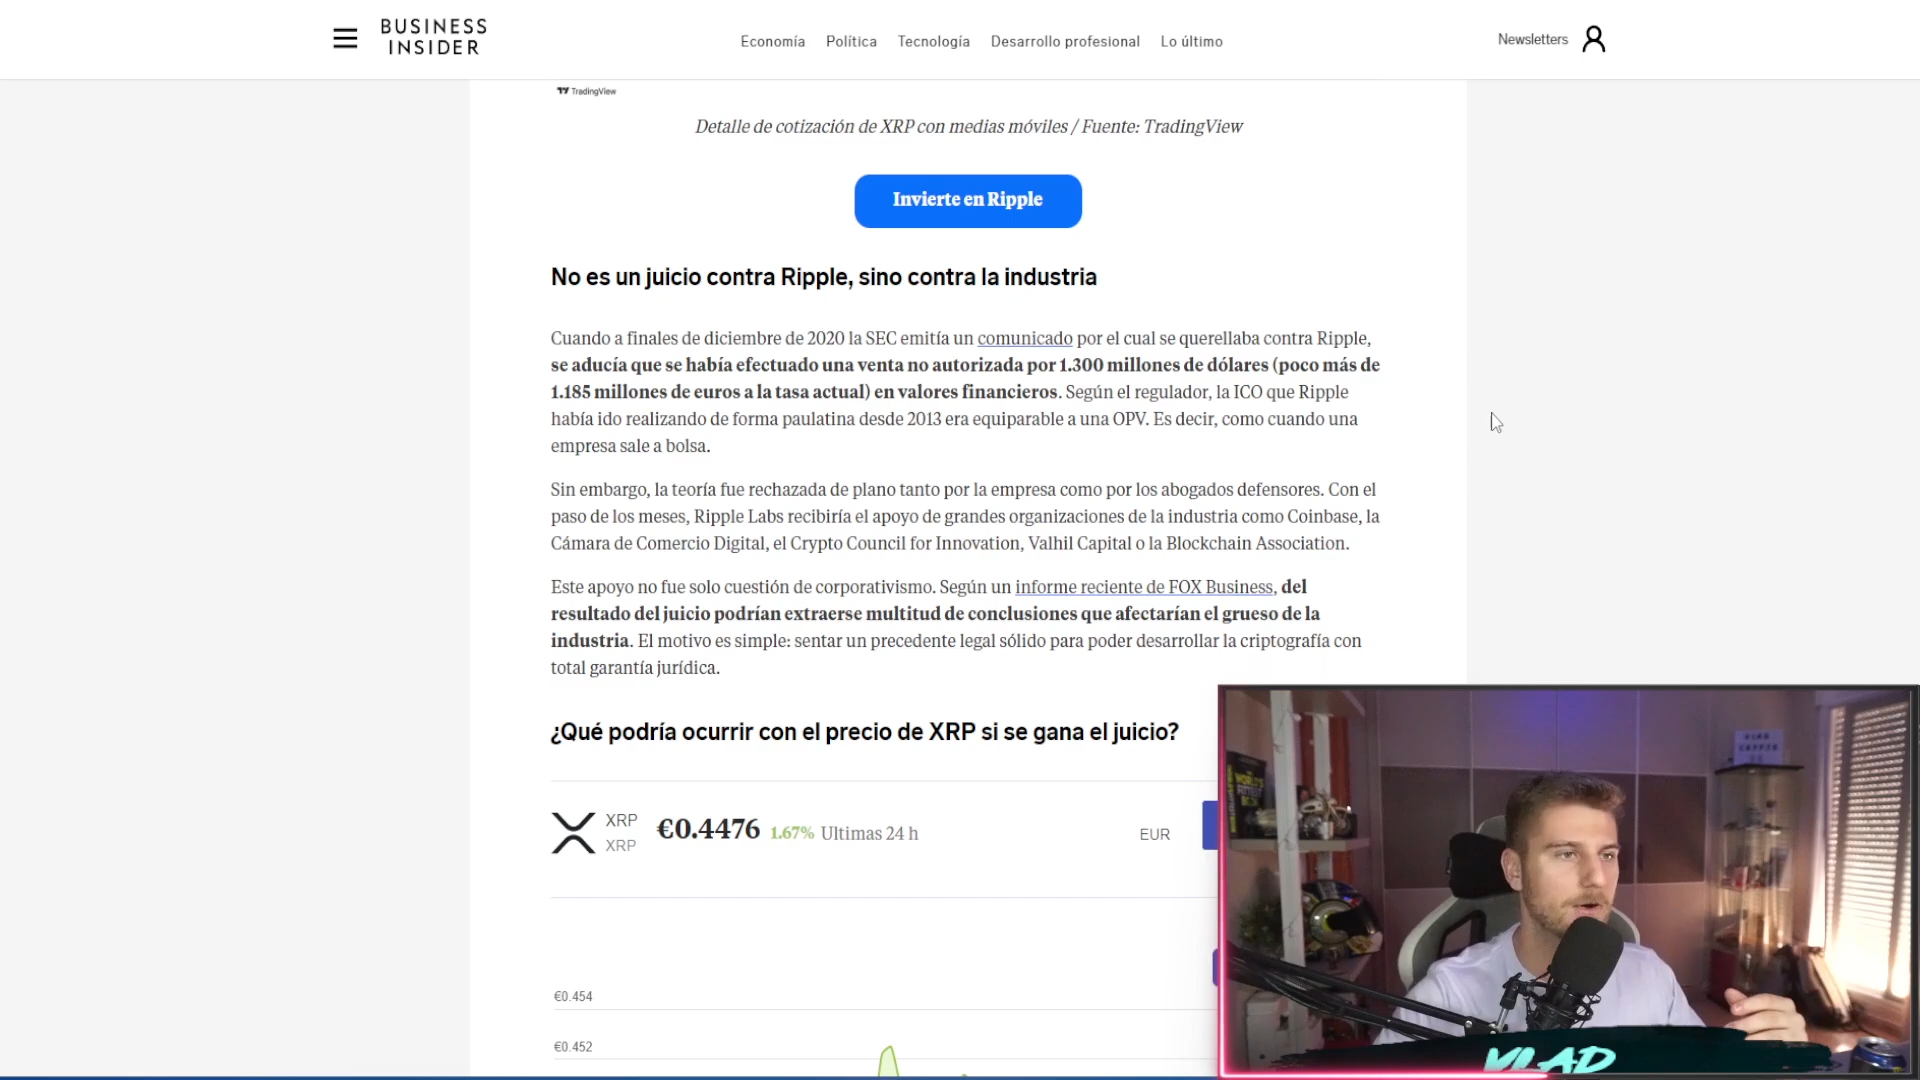 BUSINESS
INSIDER
Economía Política Tecnología Desarrollo profesional Lo último
Newsletters
TradingView
Detalle de cotización de XRP con medias móviles / Fuente: TradingView
Invierte en Ripple
No es un juicio contra Ripple, sino contra la industria
Cuando a finales de diciembre de 2020 la SEC emitía un comunicado por el cual se querellaba contra Ripple,
se aducía que se había efectuado una venta no autorizada por 1.300 millones de dólares (poco más de
1.185 millones de euros a la tasa actual) en valores financieros. Según el regulador, la ICO que Ripple
había ido realizando de forma paulatina desde 2013 era equiparable a una OPV. Es decir, como cuando una
empresa sale a bolsa.
Sin embargo, la teoría fue rechazada de plano tanto por la empresa como por los abogados defensores. Con el
paso de los meses, Ripple Labs recibiría el apoyo de grandes organizaciones de la industria como Coinbase, la
Cámara de Comercio Digital, el Crypto Council for Innovation, Valhil Capital o la Blockchain Association.
Este apoyo no fue solo cuestión de corporativismo. Según un informe reciente de FOX Business, del
resultado del juicio podrían extraerse multitud de conclusiones que afectarían el grueso de la
industria. El motivo es simple: sentar un precedente legal sólido para poder desarrollar la criptografía con
total garantía jurídica.
¿Qué podría ocurrir con el precio de XRP si se gana el juicio?
XRP
XRP
€0.4476 1.67% Ultimas 24 h
EUR
€0.454
€0.452
VLAD